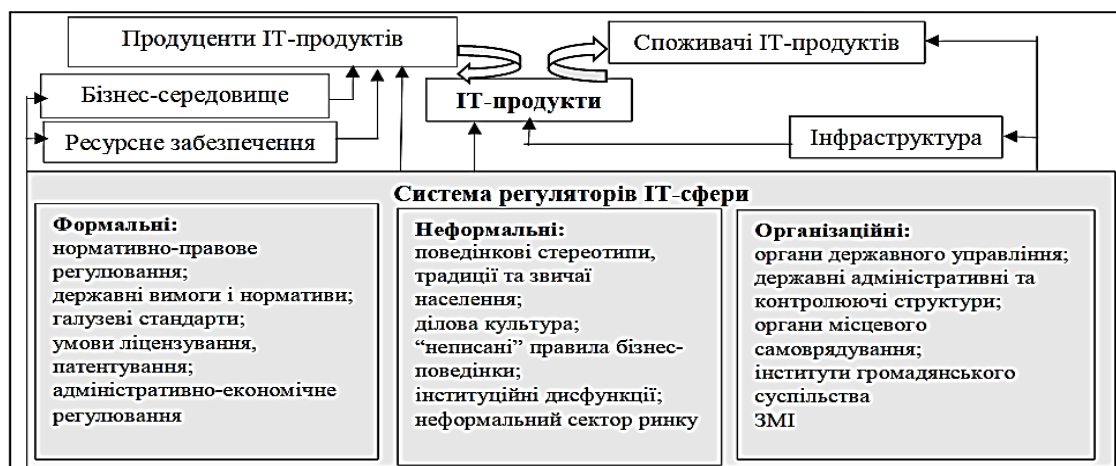 Продуценти ІТ-продуктів
Споживачі ІТ-продуктів
Бізнес-середовище
ІТ-продукти
Ресурсне забезпечення
Інфраструктура
Система регуляторів ІТ-сфери
Формальні:
нормативно-правове
регулювання;
державні вимоги і нормативи;
галузеві стандарти;
умови ліцензування,
патентування;
адміністративно-економічне
регулювання
Неформальні:
поведінкові стереотипи,
традиції та звичаї
населення;
ділова культура;
“неписані” правила бізнес-
поведінки;
інституційні дисфункції;
неформальний сектор ринку
Організаційні:
органи державного управління;
державні адміністративні та
контролюючі структури;
органи місцевого
самоврядування;
інститути громадянського
суспільства
ЗМІ